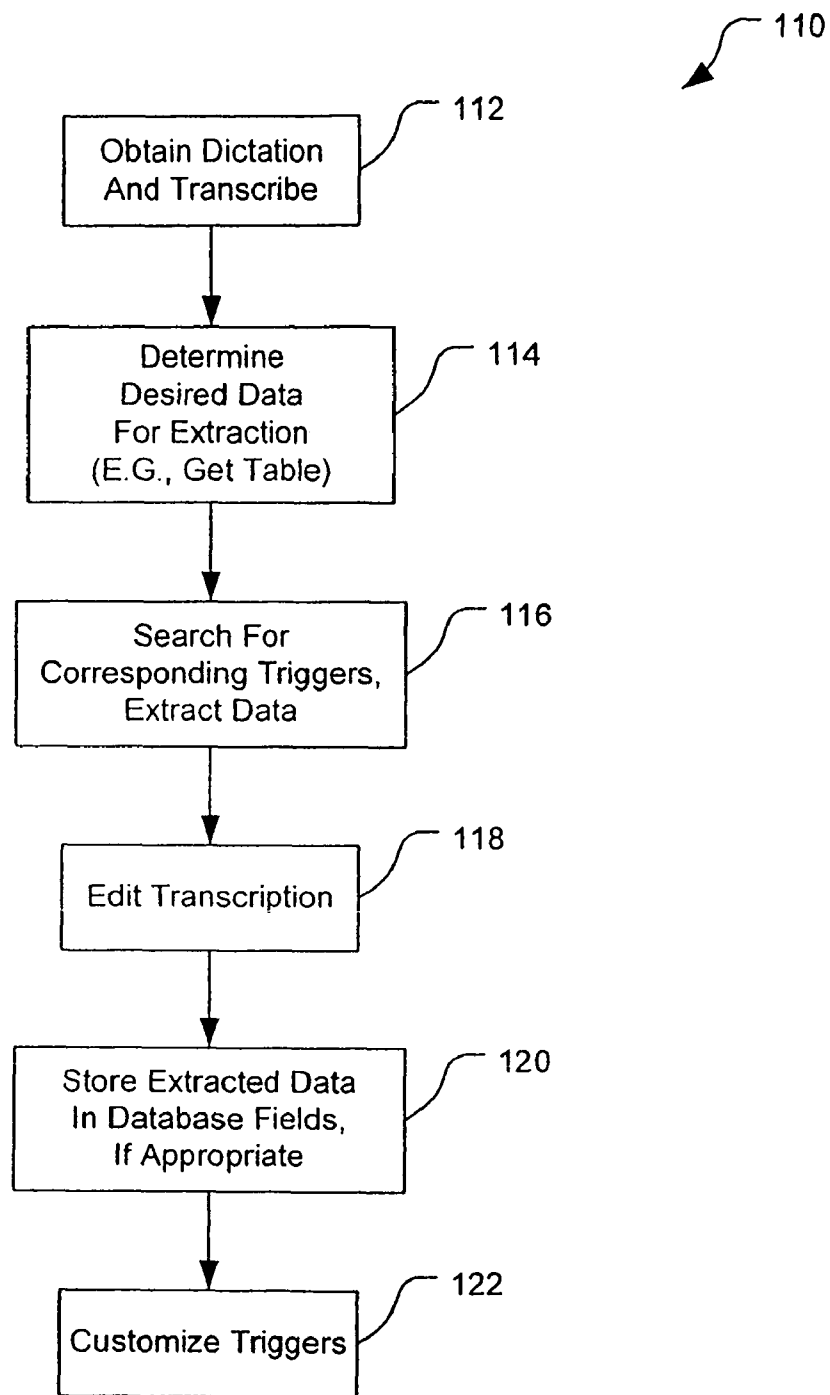 110
112
Obtain Dictation
And Transcribe
114
Determine
Desired Data
For Extraction
(E.G., Get Table)
116
Search For
Corresponding Triggers,
Extract Data
118
Edit Transcription
120
Store Extracted Data
In Database Fields,
If Appropriate
122
Customize Triggers